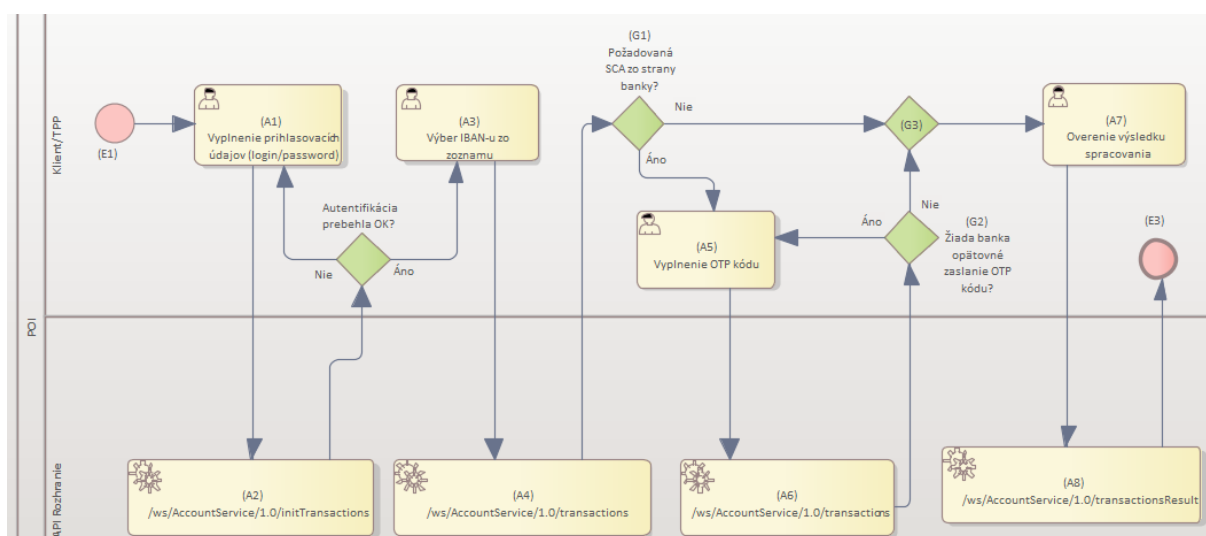 POI
Klient/TPP
(E1)
(A1)
Vyplnenie prihlasovacích
údajov (login/password)
Autentifikácia
prebehla OK?
Nie
Áno
(A3)
Výber IBAN-u zo
zoznamu
(G1)
Požadovaná
SCA zo strany
banky?
Nie
Áno
(A5)
Vyplnenie OTP kódu
(G3)
Nie
Áno
(G2)
Žiada banka
opätovné
zaslanie OTP
kódu?
(A7)
Overenie výsledku
spracovania
(E3)
API Rozhranie
(A2)
/ws/AccountService/1.0/initTransactions
(A4)
/ws/AccountService/1.0/transactions
(A6)
/ws/AccountService/1.0/transactions
(A8)
/ws/AccountService/1.0/transactionsResult